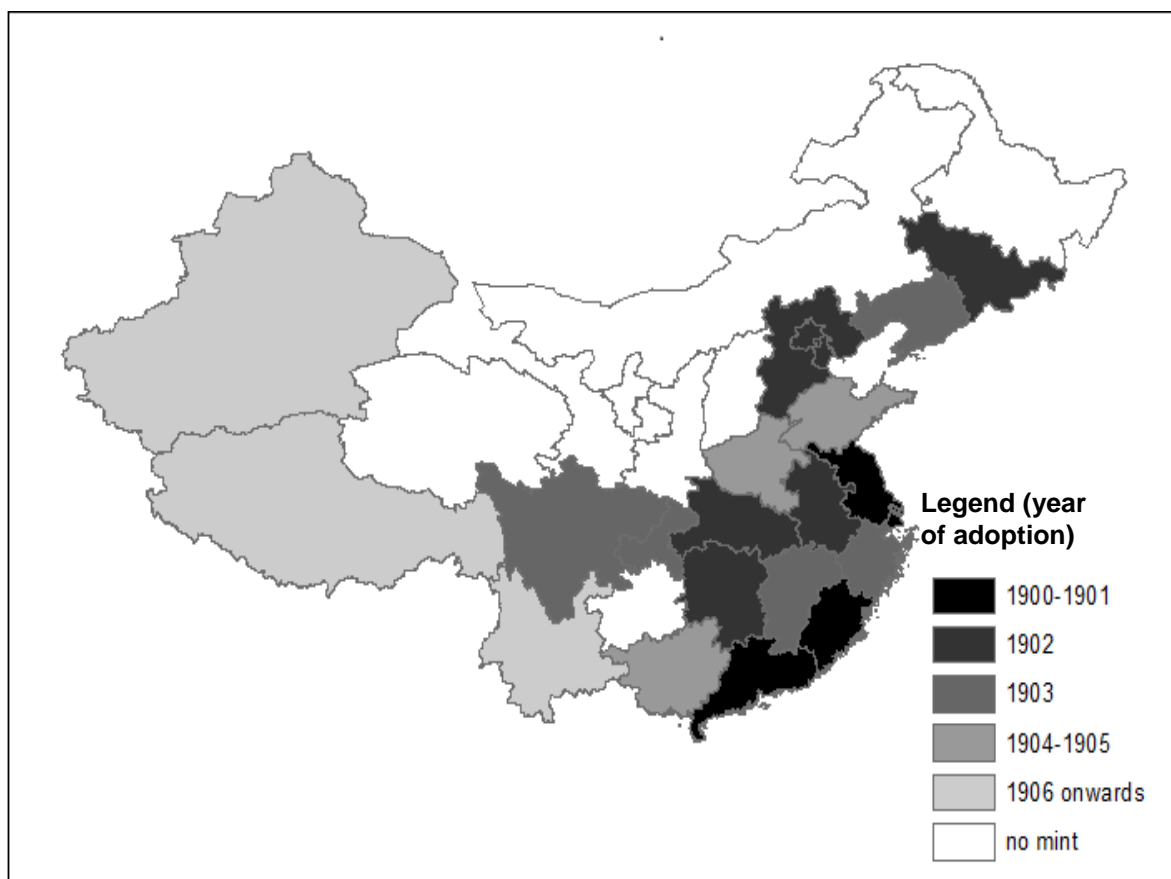 Legend (year
of adoption)
1900-1901
1902
1903
1904-1905
1906 onwards
no mint